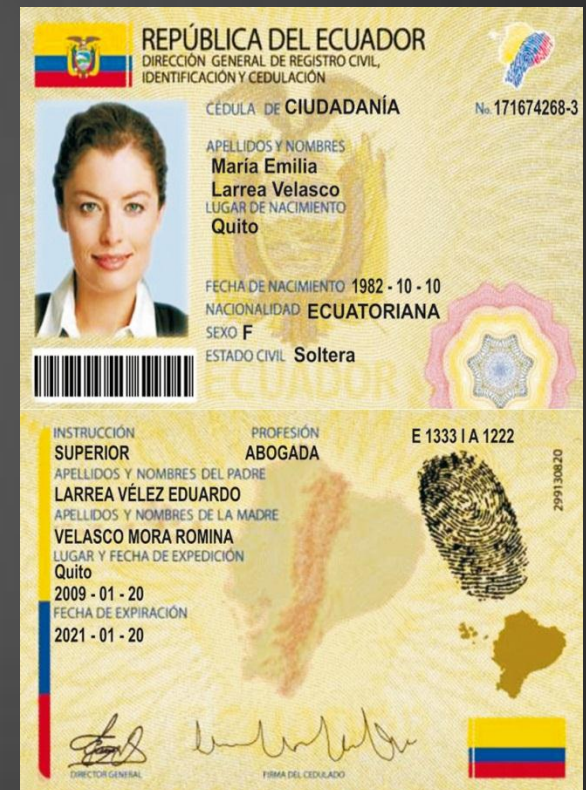 REPÚBLICA DEL ECUADOR
DIRECCIÓN GENERAL DE REGISTRO CIVIL,
IDENTIFICACIÓN Y CEDULACIÓN
CÉDULA DE CIUDADANÍA No. 171674268-3
APELLIDOS Y NOMBRES
María Emilia
Larrea Velasco
LUGAR DE NACIMIENTO
Quito
FECHA DE NACIMIENTO 1982 - 10 - 10
NACIONALIDAD ECUATORIANA
SEXO F
ESTADO CIVIL Soltera
ECUADOR
INSTRUCCIÓN PROFESIÓN E 1333 I A 1222
SUPERIOR ABOGADA
APELLIDOS Y NOMBRES DEL PADRE
LARREA VÉLEZ EDUARDO
APELLIDOS Y NOMBRES DE LA MADRE
VELASCO MORA ROMINA
LUGAR Y FECHA DE EXPEDICIÓN
Quito
2009 - 01 - 20
FECHA DE EXPIRACIÓN
2021 - 01 - 20
299130820
DIRECTOR GENERAL FIRMA DEL CEDULADO